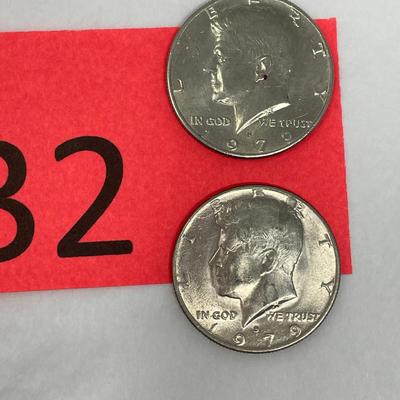 LIBERTY
IN GOD WE TRUST
1979
32
LIBERTY
IN GOD WE TRUST
1979